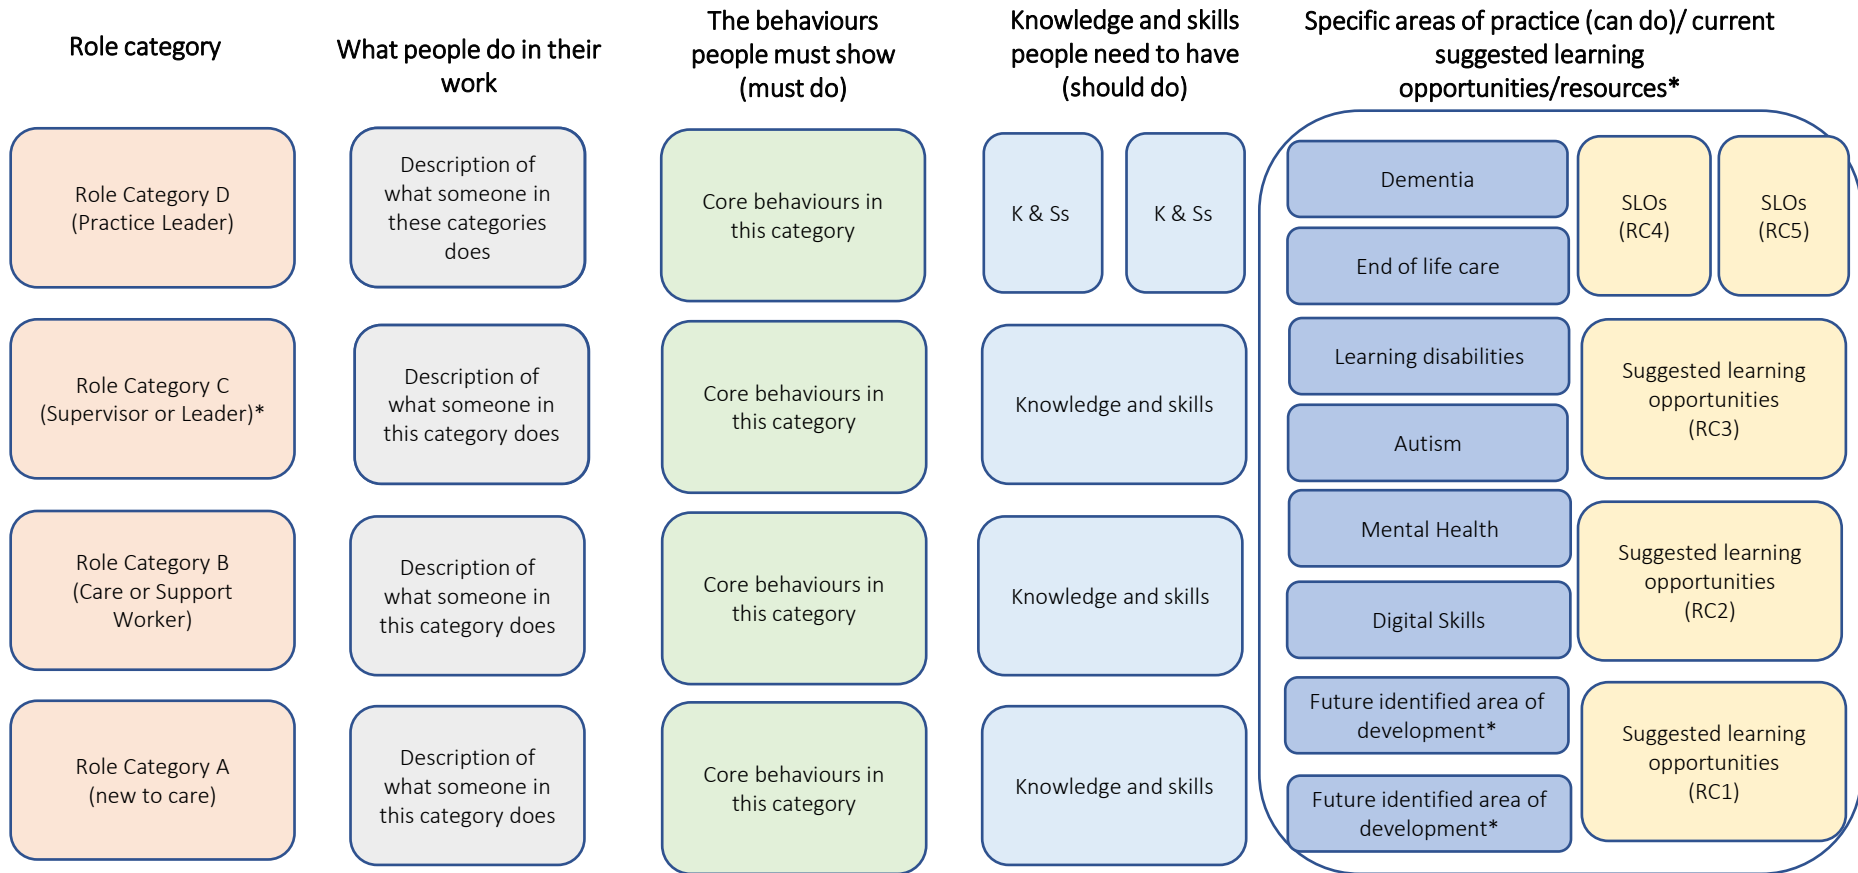 Role category
What people do in their
work
The behaviours
people must show
(must do)
Knowledge and skills
people need to have
(should do)
Specific areas of practice (can do)/ current
suggested learning
opportunities/resources*
Role Category D
(Practice Leader)
Description of
what someone in
these categories
does
Core behaviours in
this category
K & Ss
K & Ss
Dementia
End of life care
SLOs
(RC4)
SLOs
(RC5)
Role Category C
(Supervisor or Leader)*
Description of
what someone in
this category does
Core behaviours in
this category
Knowledge and skills
Learning disabilities
Autism
Suggested learning
opportunities
(RC3)
Role Category B
(Care or Support
Worker)
Description of
what someone in
this category does
Core behaviours in
this category
Knowledge and skills
Mental Health
Digital Skills
Suggested learning
opportunities
(RC2)
Role Category A
(new to care)
Description of
what someone in
this category does
Core behaviours in
this category
Knowledge and skills
Future identified area of
development*
Future identified area of
development*
Suggested learning
opportunities
(RC1)